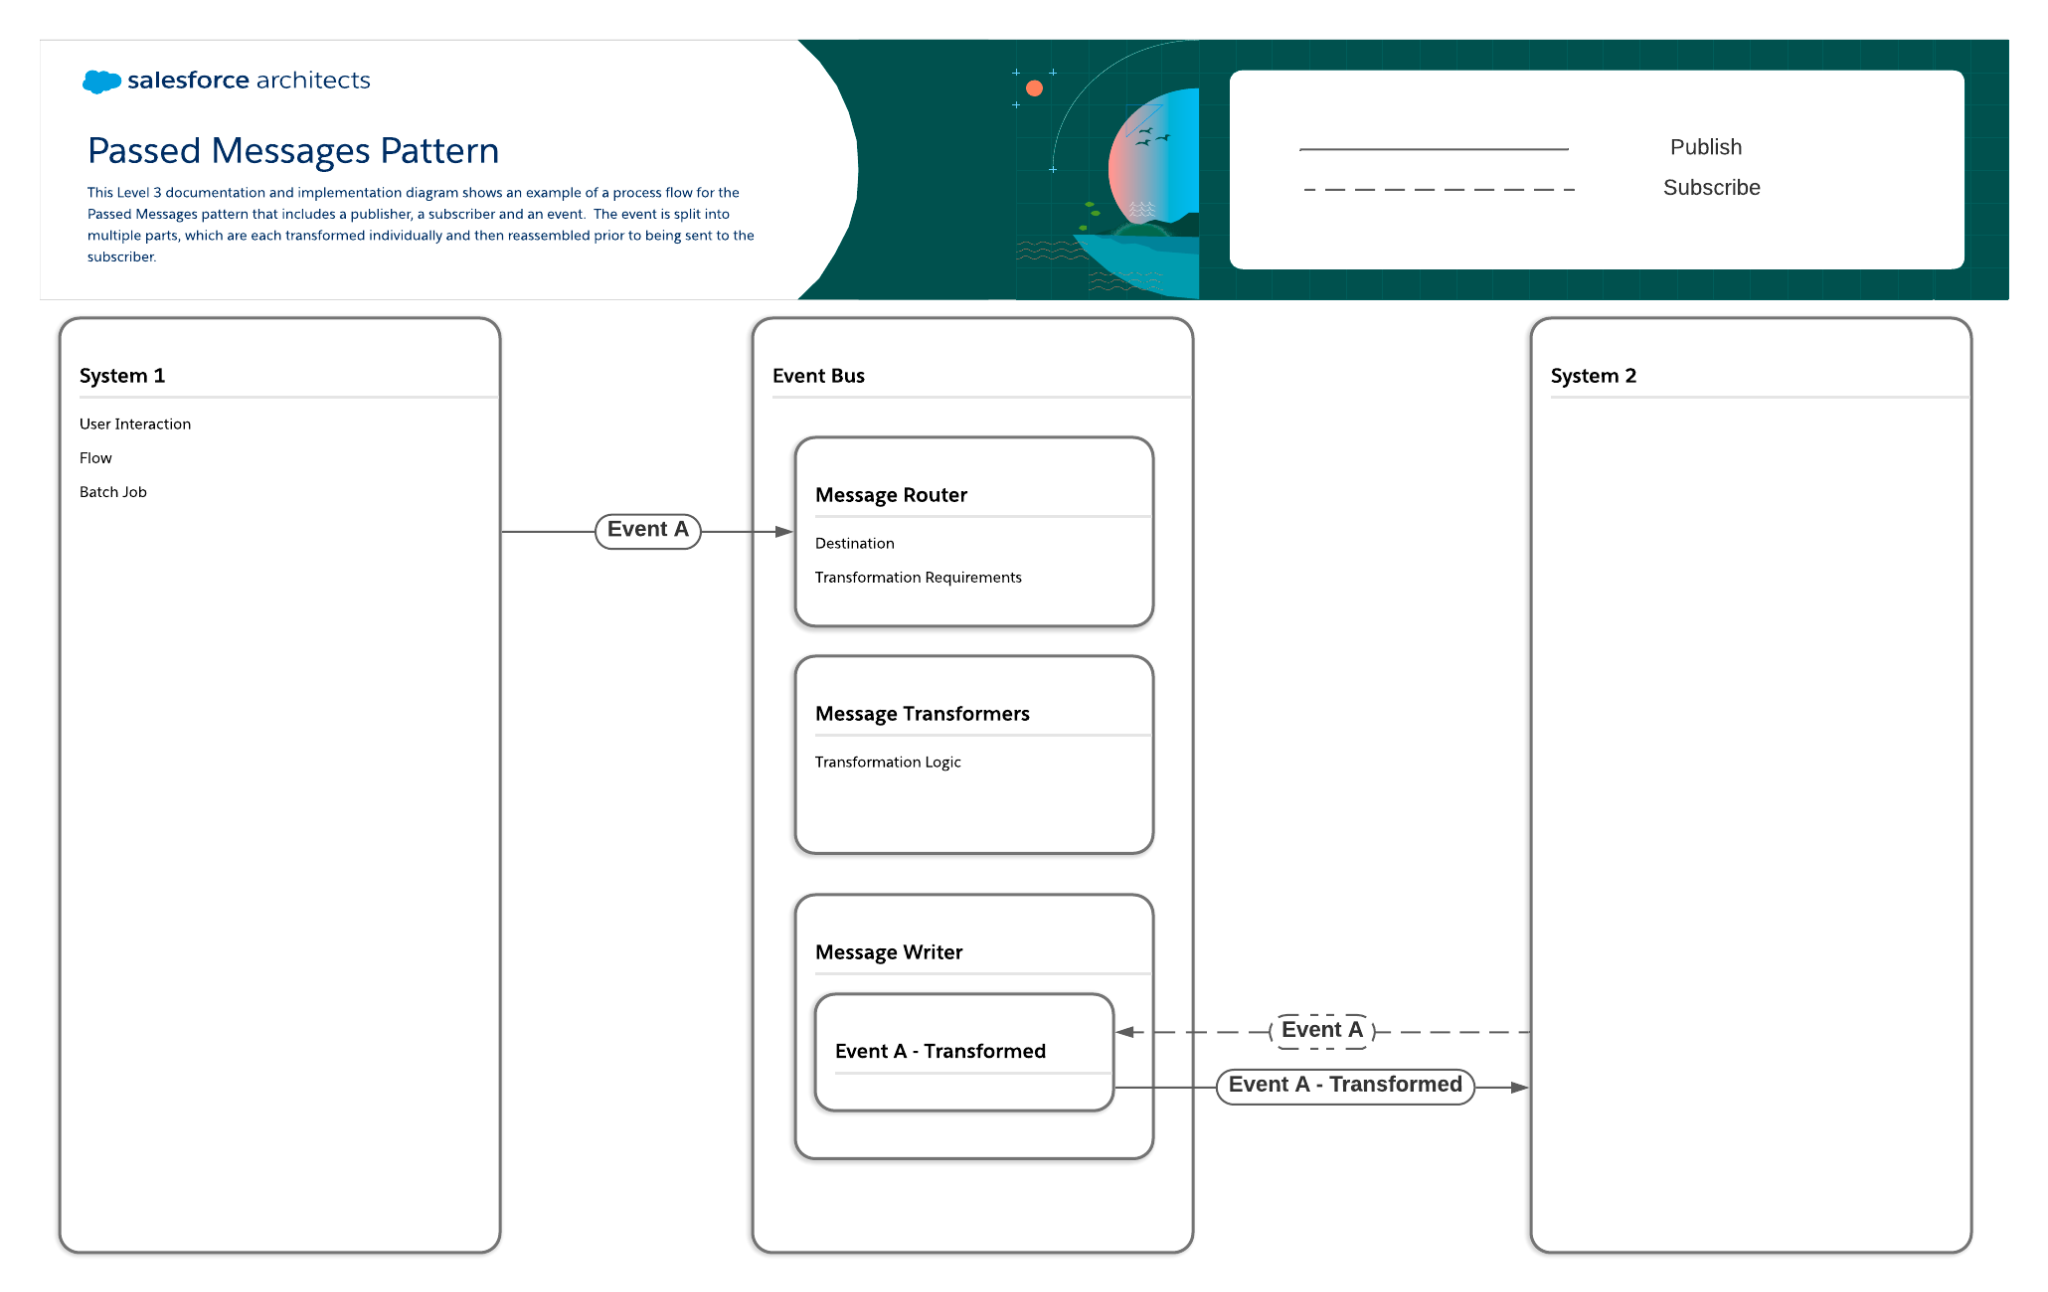 salesforce architects
Passed Messages Pattern
This Level 3 documentation and implementation diagram shows an example of a process flow for the
Passed Messages pattern that includes a publisher, a subscriber and an event.  The event is split into
multiple parts, which are each transformed individually and then reassembled prior to being sent to the
subscriber.
Publish
Subscribe
System 1
User Interaction
Flow
Batch Job
Event A
Event Bus
Message Router
Destination
Transformation Requirements
Message Transformers
Transformation Logic
Message Writer
Event A - Transformed
Event A
Event A - Transformed
System 2